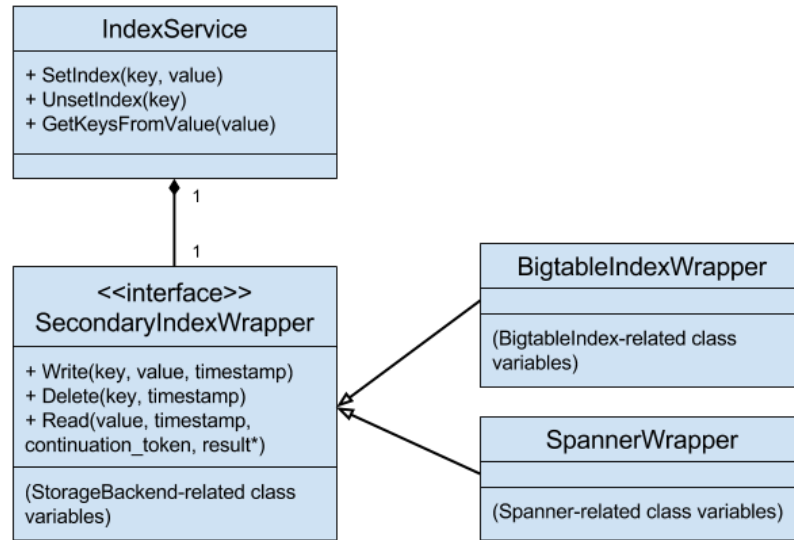 IndexService
+ SetIndex(key, value)
+ UnsetIndex(key)
+ GetKeysFromValue(value)
1
1
<<interface>>
SecondaryIndexWrapper
+ Write(key, value, timestamp)
+ Delete(key, timestamp)
+ Read(value, timestamp,
continuation_token, result*)
(StorageBackend-related class
variables)
BigtableIndexWrapper
(BigtableIndex-related class
variables)
SpannerWrapper
(Spanner-related class variables)